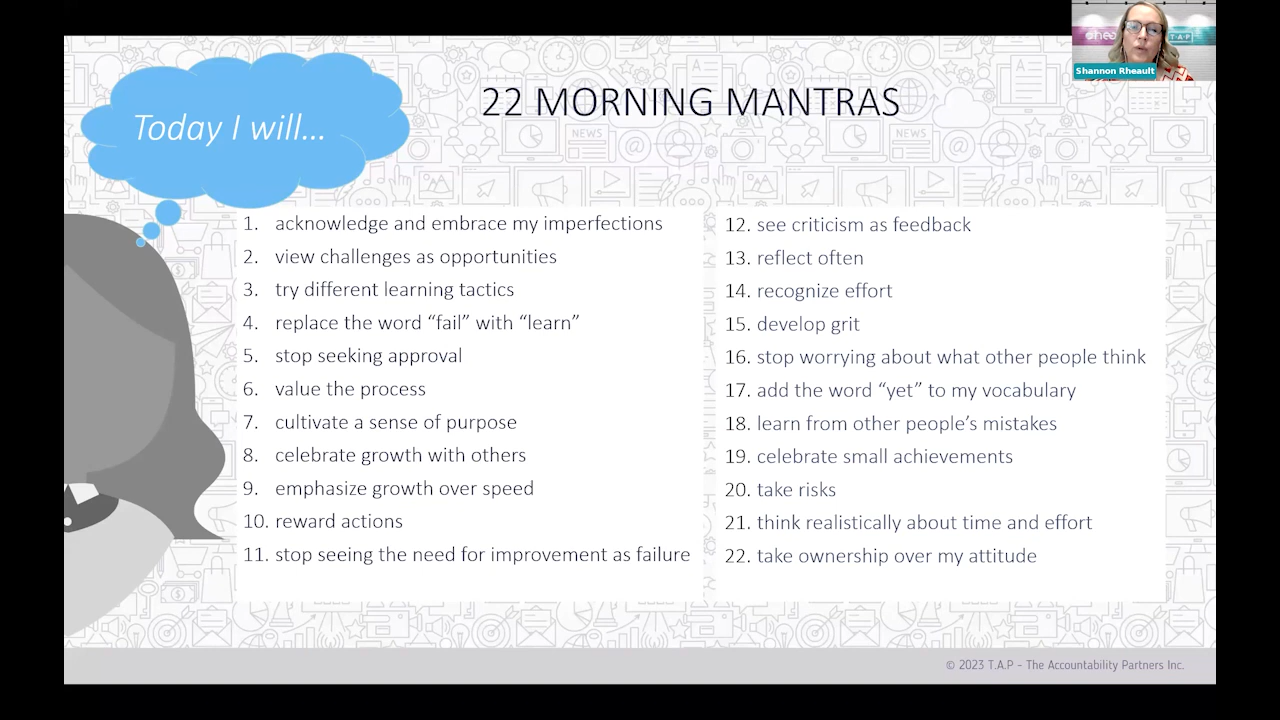 Shannon Rheault
T.A.P
22 MORNING MANTRAS
Today I will...
1. acknowledge and embrace my imperfections
2. view challenges as opportunities
3. try different learning tactics
4. replace the word “fail” with “learn”
5. stop seeking approval
6. value the process
7. cultivate a sense of purpose
8. celebrate growth with others
9. emphasize growth over speed
10. reward actions
11. stop seeing the need for improvement as failure
12. see criticism as feedback
13. reflect often
14. recognize effort
15. develop grit
16. stop worrying about what other people think
17. add the word “yet” to my vocabulary
18. learn from other people’s mistakes
19. celebrate small achievements
20. take risks
21. think realistically about time and effort
22. take ownership over my attitude
NEWS
NEWS
© 2023 T.A.P - The Accountability Partners Inc.